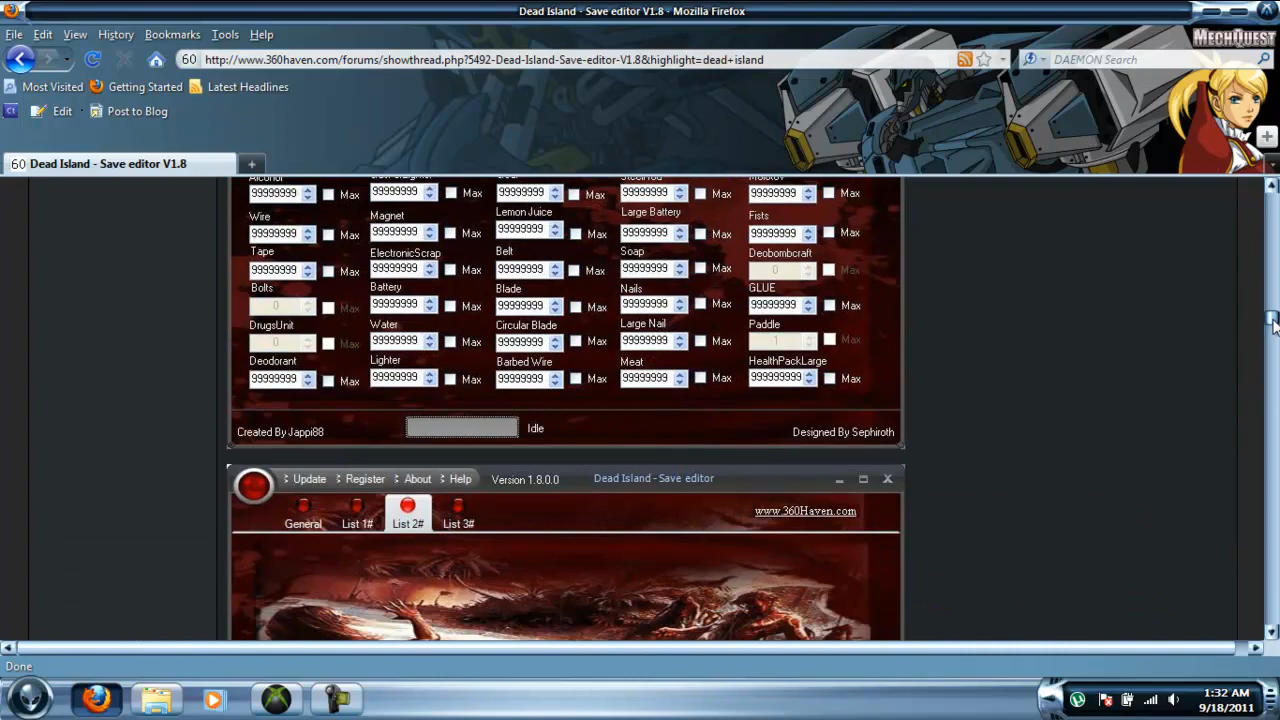 Dead Island - Save editor V1.8 - Mozilla Firefox
File Edit View History Bookmarks Tools Help
MECHQUEST
60 http://www.360haven.com/forums/showthread.php?5492-Dead-Island-Save-editor-V1.8&highlight=dead+island
DAEMON Search
Most Visited Getting Started Latest Headlines
Ct Edit Post to Blog
60 Dead Island - Save editor V1.8
Alcohol
99999999 Max 99999999 Max 99999999 Max 99999999 Max 99999999 Max
Wire Magnet Lemon Juice Large Battery Fists
99999999 Max 99999999 Max 99999999 Max 99999999 Max 99999999 Max
Tape ElectronicScrap Belt Soap Deobombcraft
99999999 Max 99999999 Max 99999999 Max 99999999 Max 0 Max
Bolts Battery Blade Nails GLUE
0 Max 99999999 Max 99999999 Max 99999999 Max 99999999 Max
DrugsUnit Water Circular Blade Large Nail Paddle
0 Max 99999999 Max 99999999 Max 99999999 Max 1 Max
Deodorant Lighter Barbed Wire Meat HealthPackLarge
99999999 Max 99999999 Max 99999999 Max 99999999 Max 999999999 Max
Created By Jappi88 Idle Designed By Sephiroth
Update Register About Help Version 1.8.0.0 Dead Island - Save editor
General List 1# List 2# List 3# www.360Haven.com
Done
1:32 AM
9/18/2011